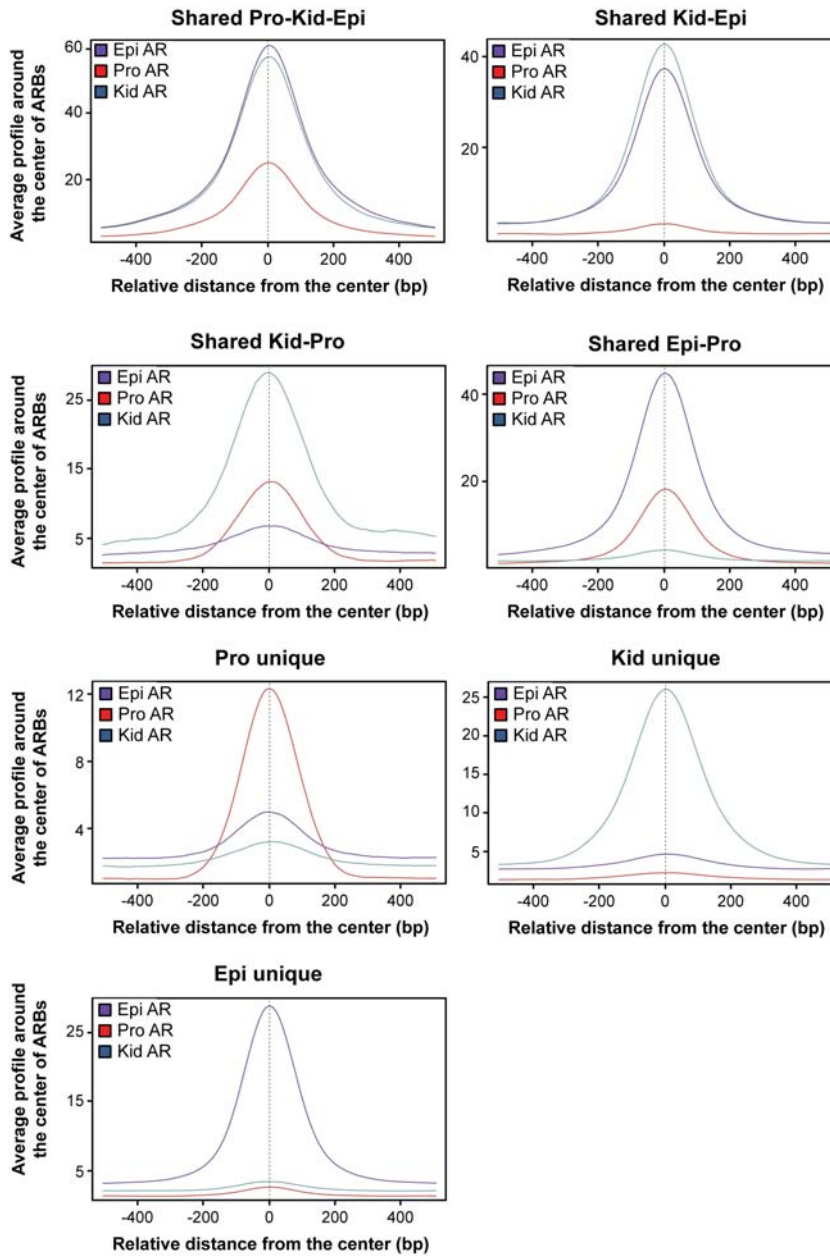 Shared Pro-Kid-Epi
Average profile around
the center of ARBs
60
40
20
Epi AR
Pro AR
Kid AR
-400 -200 0 200 400
Relative distance from the center (bp)
Shared Kid-Epi
40
20
Epi AR
Pro AR
Kid AR
-400 -200 0 200 400
Relative distance from the center (bp)
Shared Kid-Pro
Average profile around
the center of ARBs
25
15
5
Epi AR
Pro AR
Kid AR
-400 -200 0 200 400
Relative distance from the center (bp)
Shared Epi-Pro
40
20
Epi AR
Pro AR
Kid AR
-400 -200 0 200 400
Relative distance from the center (bp)
Pro unique
Average profile around
the center of ARBs
12
8
4
Epi AR
Pro AR
Kid AR
-400 -200 0 200 400
Relative distance from the center (bp)
Kid unique
25
20
15
10
5
Epi AR
Pro AR
Kid AR
-400 -200 0 200 400
Relative distance from the center (bp)
Epi unique
Average profile around
the center of ARBs
25
15
5
Epi AR
Pro AR
Kid AR
-400 -200 0 200 400
Relative distance from the center (bp)